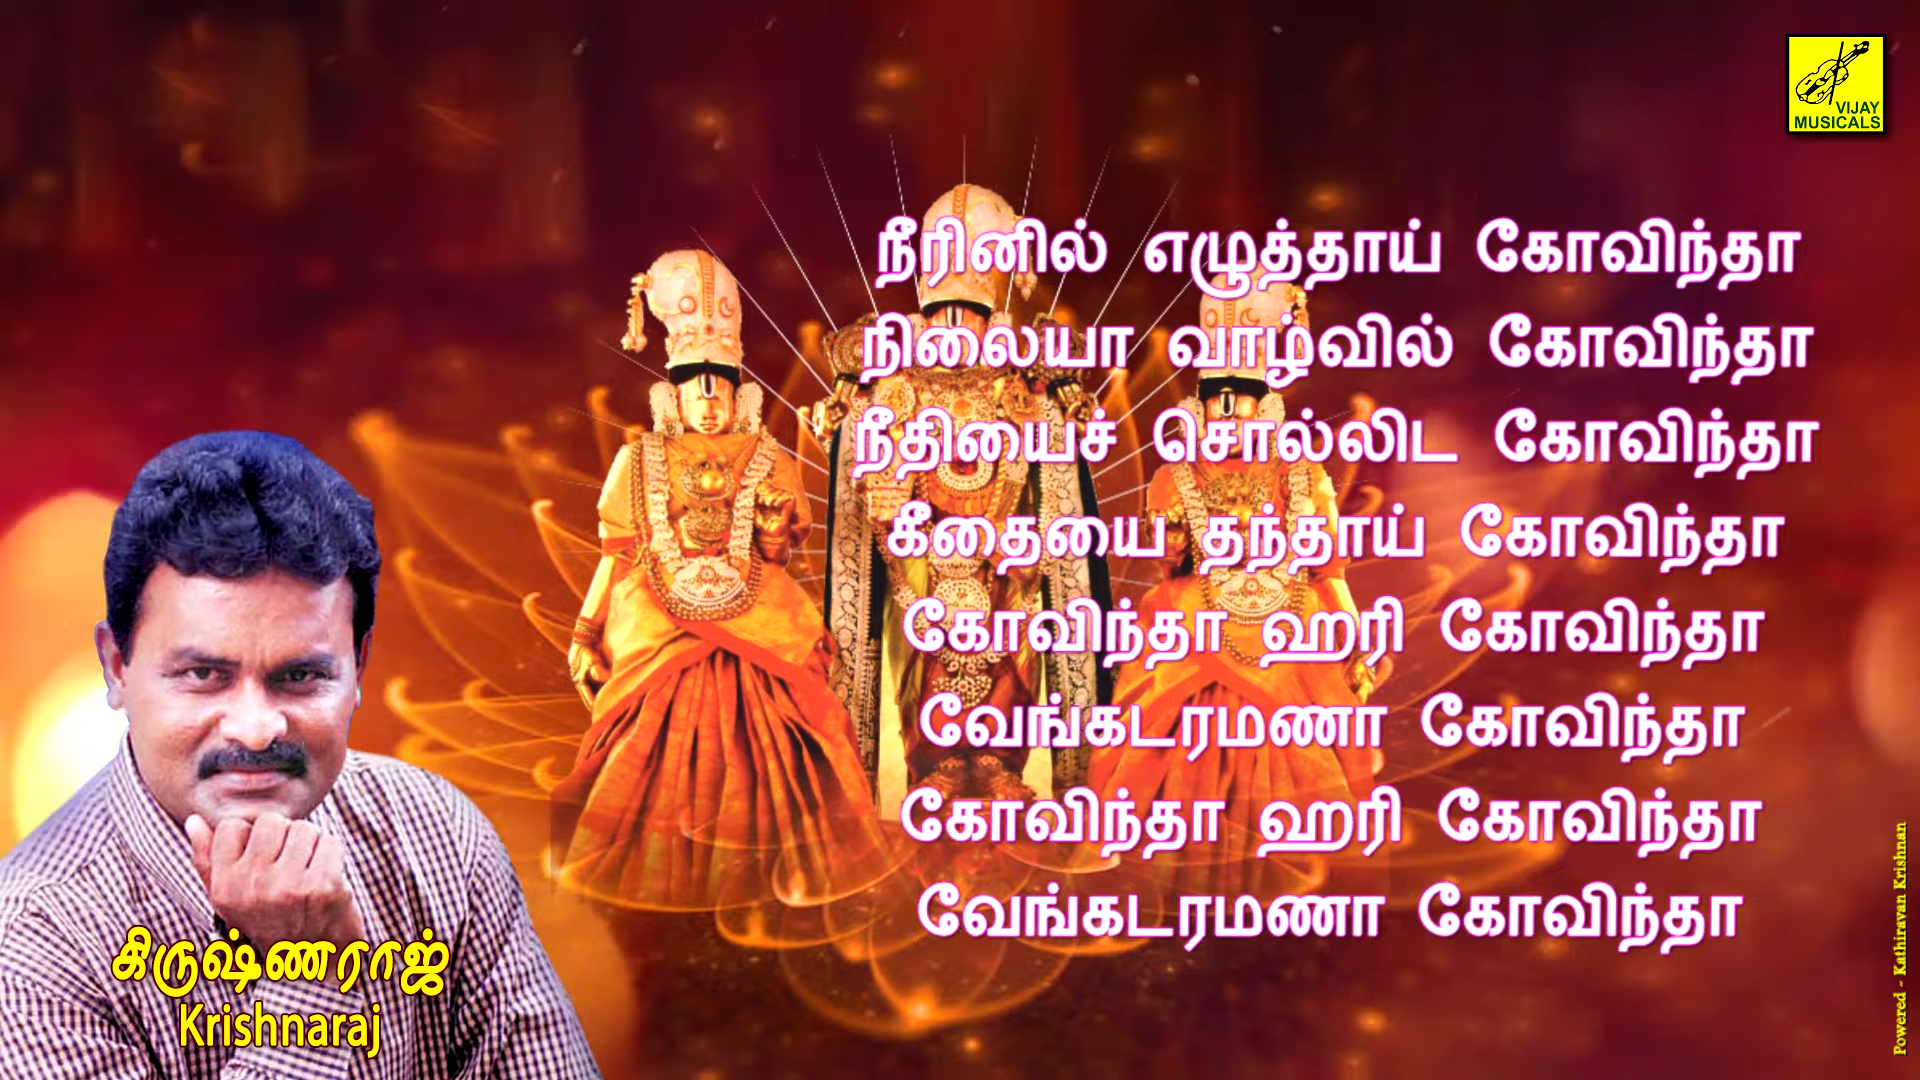 VIJAY
MUSICALS
நீரினில் எழுத்தாய் கோவிந்தா
நிலையா வாழ்வில் கோவிந்தா
நீதியைச் சொல்லிட கோவிந்தா
கீதையை தந்தாய் கோவிந்தா
கோவிந்தா ஹரி கோவிந்தா
வேங்கடரமணா கோவிந்தா
கோவிந்தா ஹரி கோவிந்தா
வேங்கடரமணா கோவிந்தா
கிருஷ்ணராஜ்
Krishnaraj
Powered - Kathiravan Krishnan